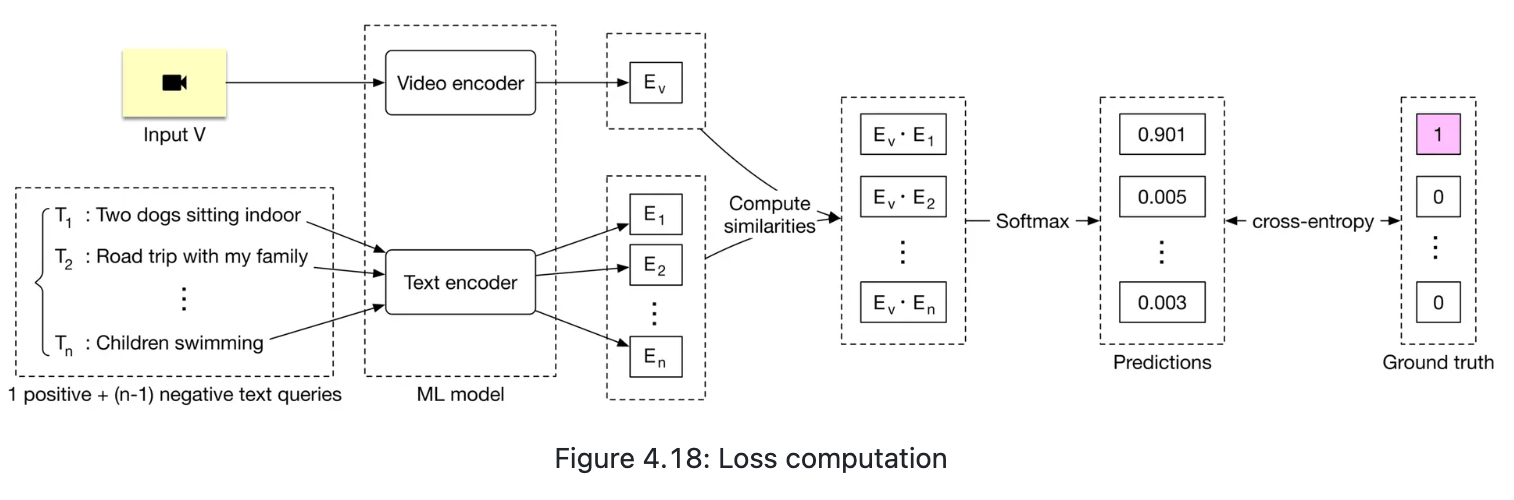 Input V
Video encoder
E_v
T_1 : Two dogs sitting indoor
T_2 : Road trip with my family
⋮
T_n : Children swimming
1 positive + (n-1) negative text queries
Text encoder
ML model
E_1
E_2
⋮
E_n
Compute
similarities
E_v · E_1
E_v · E_2
⋮
E_v · E_n
Softmax
0.901
0.005
⋮
0.003
Predictions
cross-entropy
1
0
⋮
0
Ground truth
Figure 4.18: Loss computation